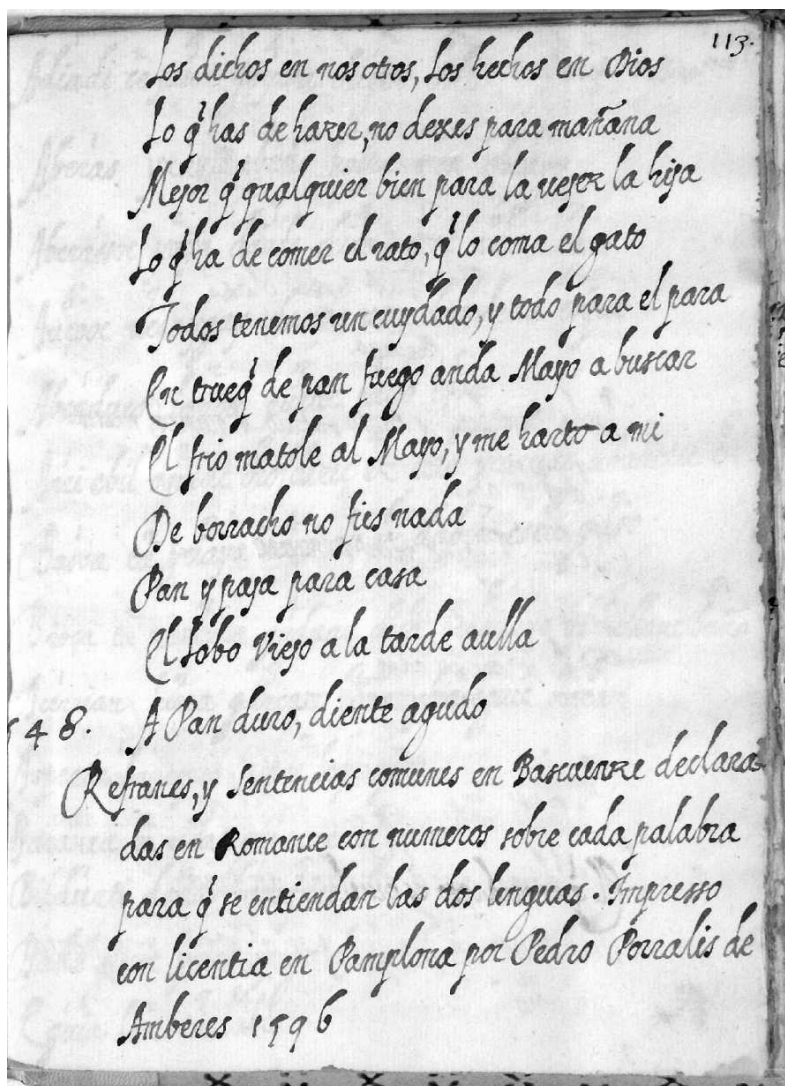 113.
Los dichos en nosotros, Los hechos en Dios
Lo q̃ has de hazer, no dexes para mañana
Mejor q̃ qualquier bien para la vejez la hija
Lo q̃ ha de comer el rato, q̃ lo coma el gato
Todos tenemos un cuydado, y todo para el para
En trueq̃ de pan fuego anda Mayo a buscar
El frio matole al Mayo, y me harto a mi
De borracho no fies nada
Pan y paja para casa
El Lobo Viejo a la tarde aulla
548. A Pan duro, diente agudo
Refranes, y Sentencias comunes en Bascuenze declara
das en Romance con numeros sobre cada palabra
para q̃ se entiendan las dos lenguas. Impresso
con licentia en Pamplona por Pedro Porralis de
Amberes 1596